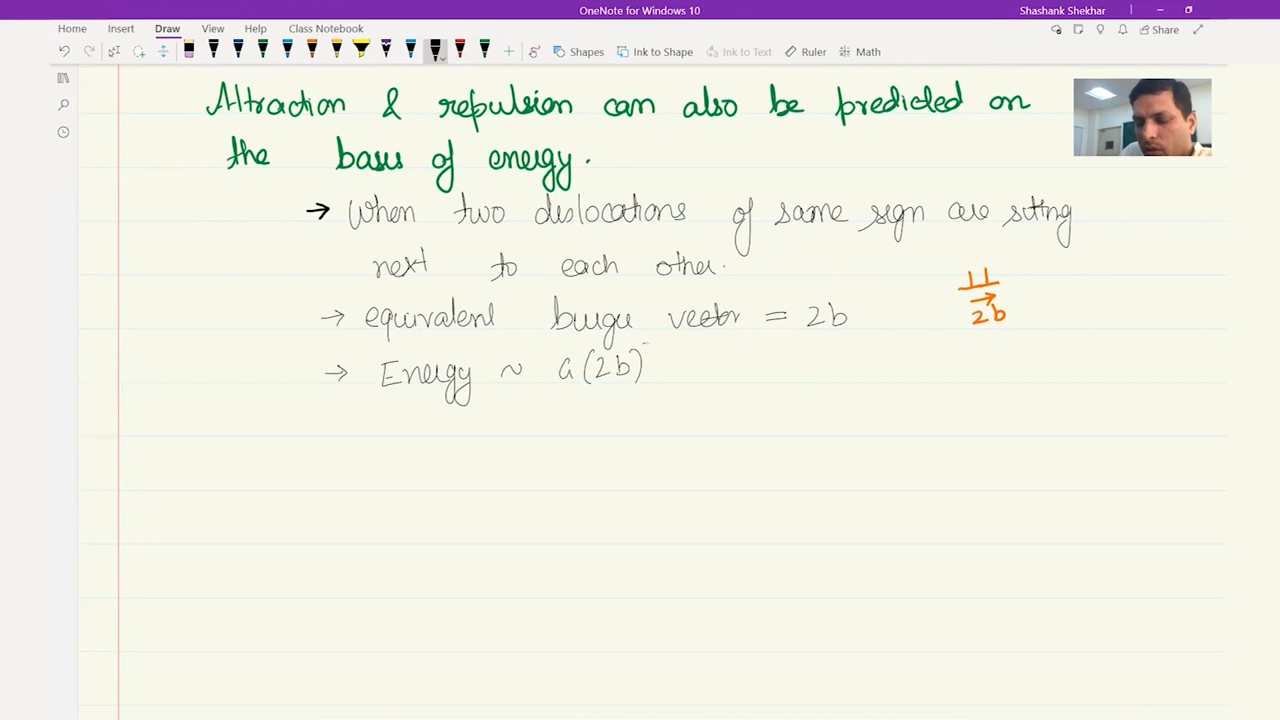 OneNote for Windows 10
Shashank Shekhar
Home Insert Draw View Help Class Notebook
Share
Shapes Ink to Shape Ink to Text Ruler Math
Attraction & repulsion can also be predicted on
the basis of energy.
→ When two dislocations of same sign are sitting
next to each other.
→ equivalent burger vector = 2b
2b
→ Energy ~ G(2b)